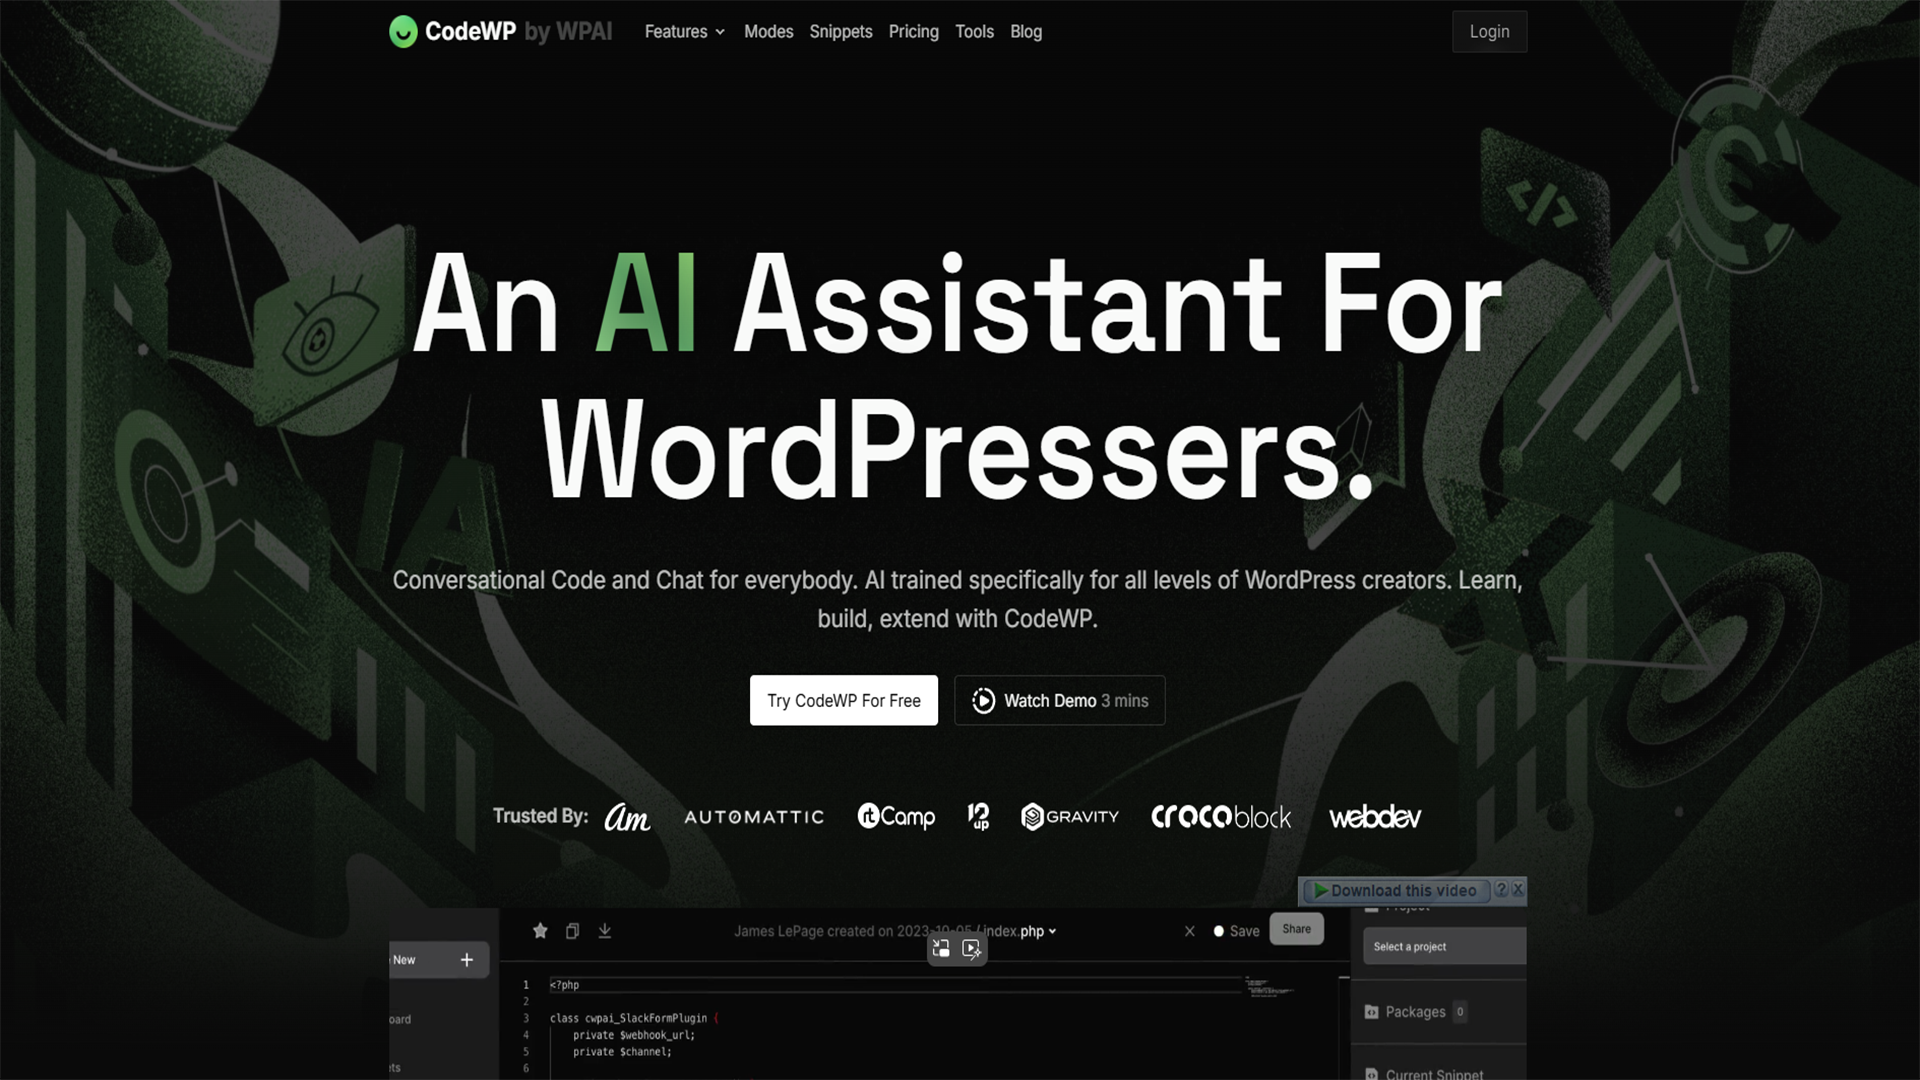 CodeWP by WPAI Features Modes Snippets Pricing Tools Blog Login
</>
An AI Assistant For
WordPressers.
IA
Conversational Code and Chat for everybody. AI trained specifically for all levels of WordPress creators. Learn,
build, extend with CodeWP.
Try CodeWP For Free
Watch Demo 3 mins
Trusted By: am AUTOMATTIC rtCamp 12up GRAVITY crocoblock webdev
Download this video ? X
Project
James LePage created on 2023-10-05 / index.php Save Share
Select a project
New +
1 <?php
2
3 class cwpai_SlackFormPlugin {
4 private $webhook_url;
5 private $channel;
6
Packages 0
oard
ets
Current Snippet